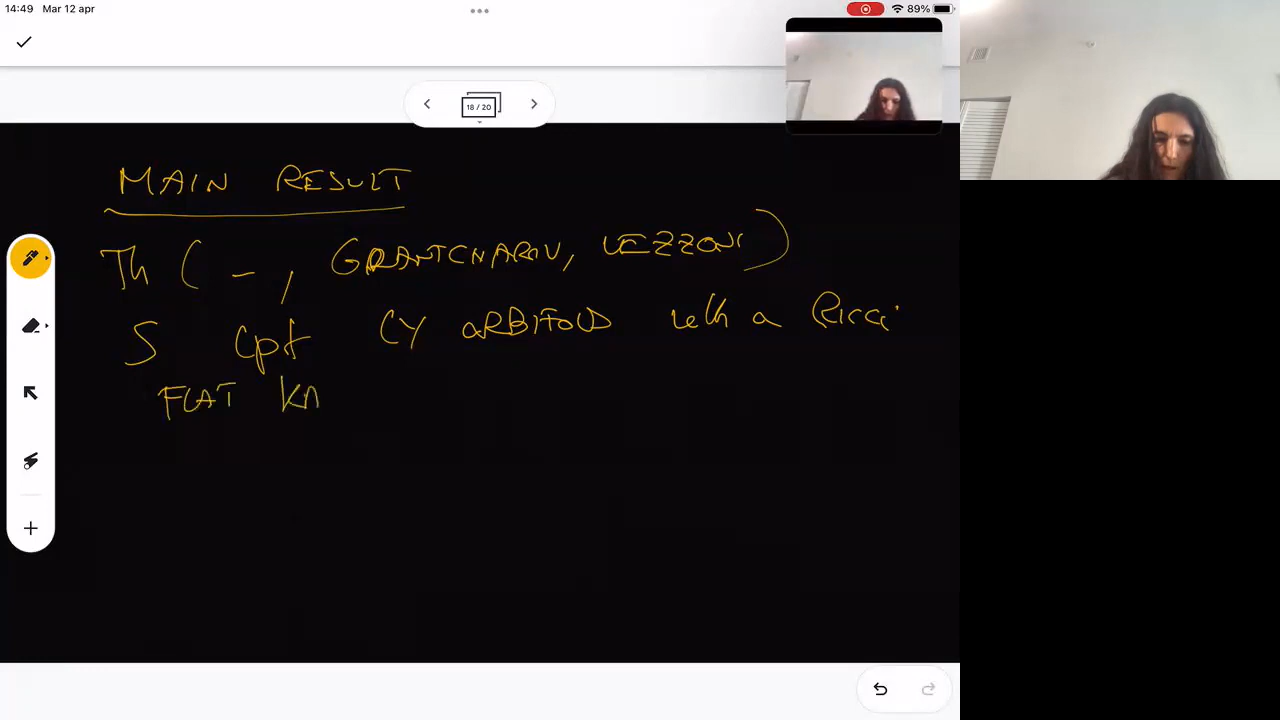 14:49 Mar 12 apr
89%
18 / 20
MAIN RESULT
Th ( – , GRANTCHAROV, VEZZONI )
S cpt CY ORBIFOLD with a Ricci
FLAT KA